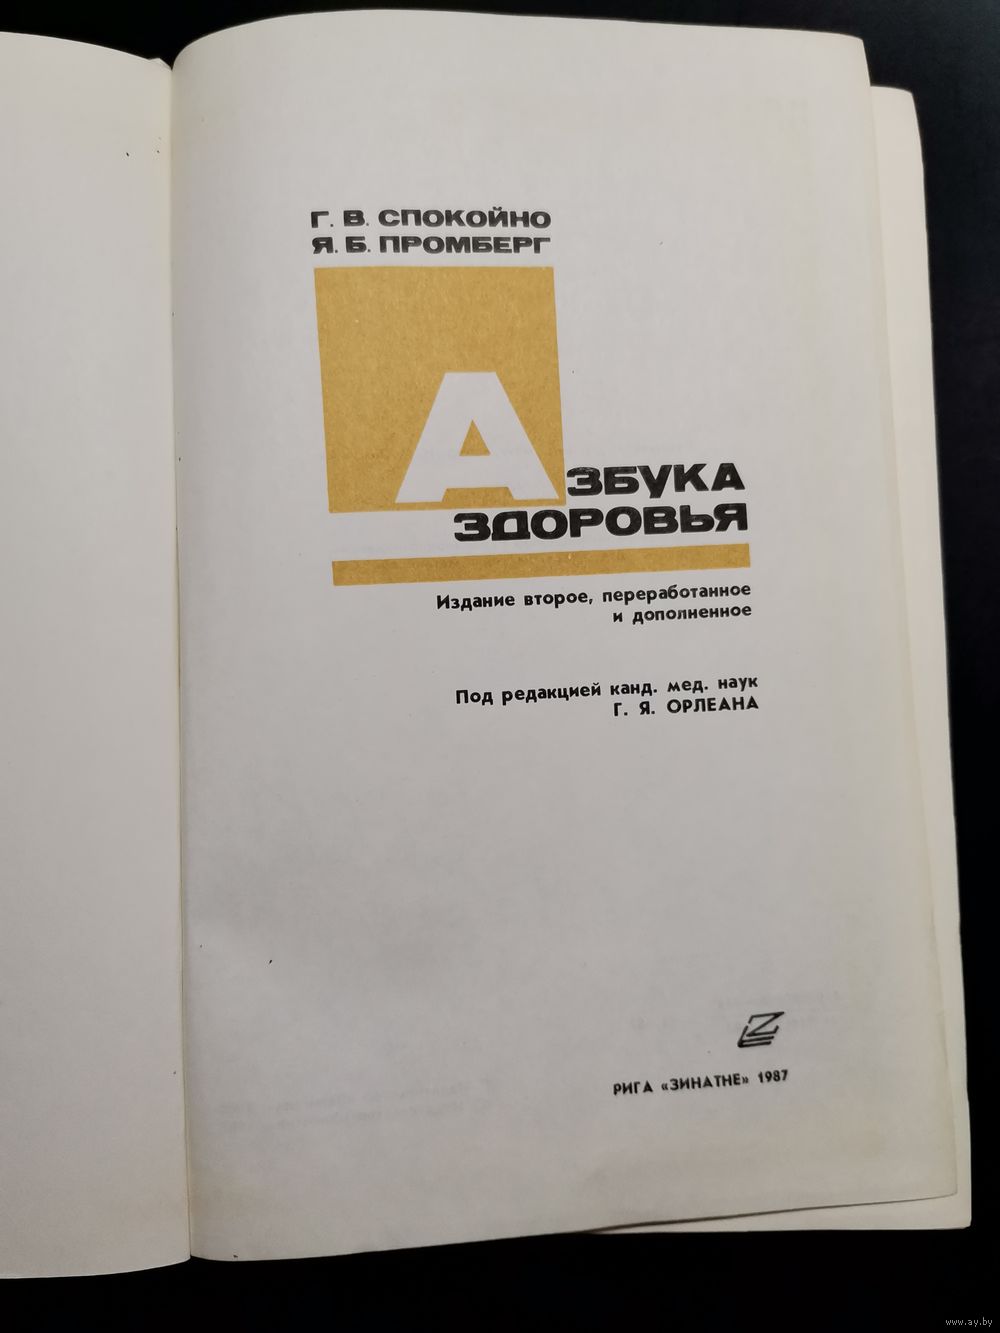 Г. В. СПОКОЙНО
Я. Б. ПРОМБЕРГ
АЗБУКА
ЗДОРОВЬЯ
Издание второе, переработанное
и дополненное
Под редакцией канд. мед. наук
Г. Я. ОРЛЕАНА
Z
РИГА «ЗИНАТНЕ» 1987
www.ay.by